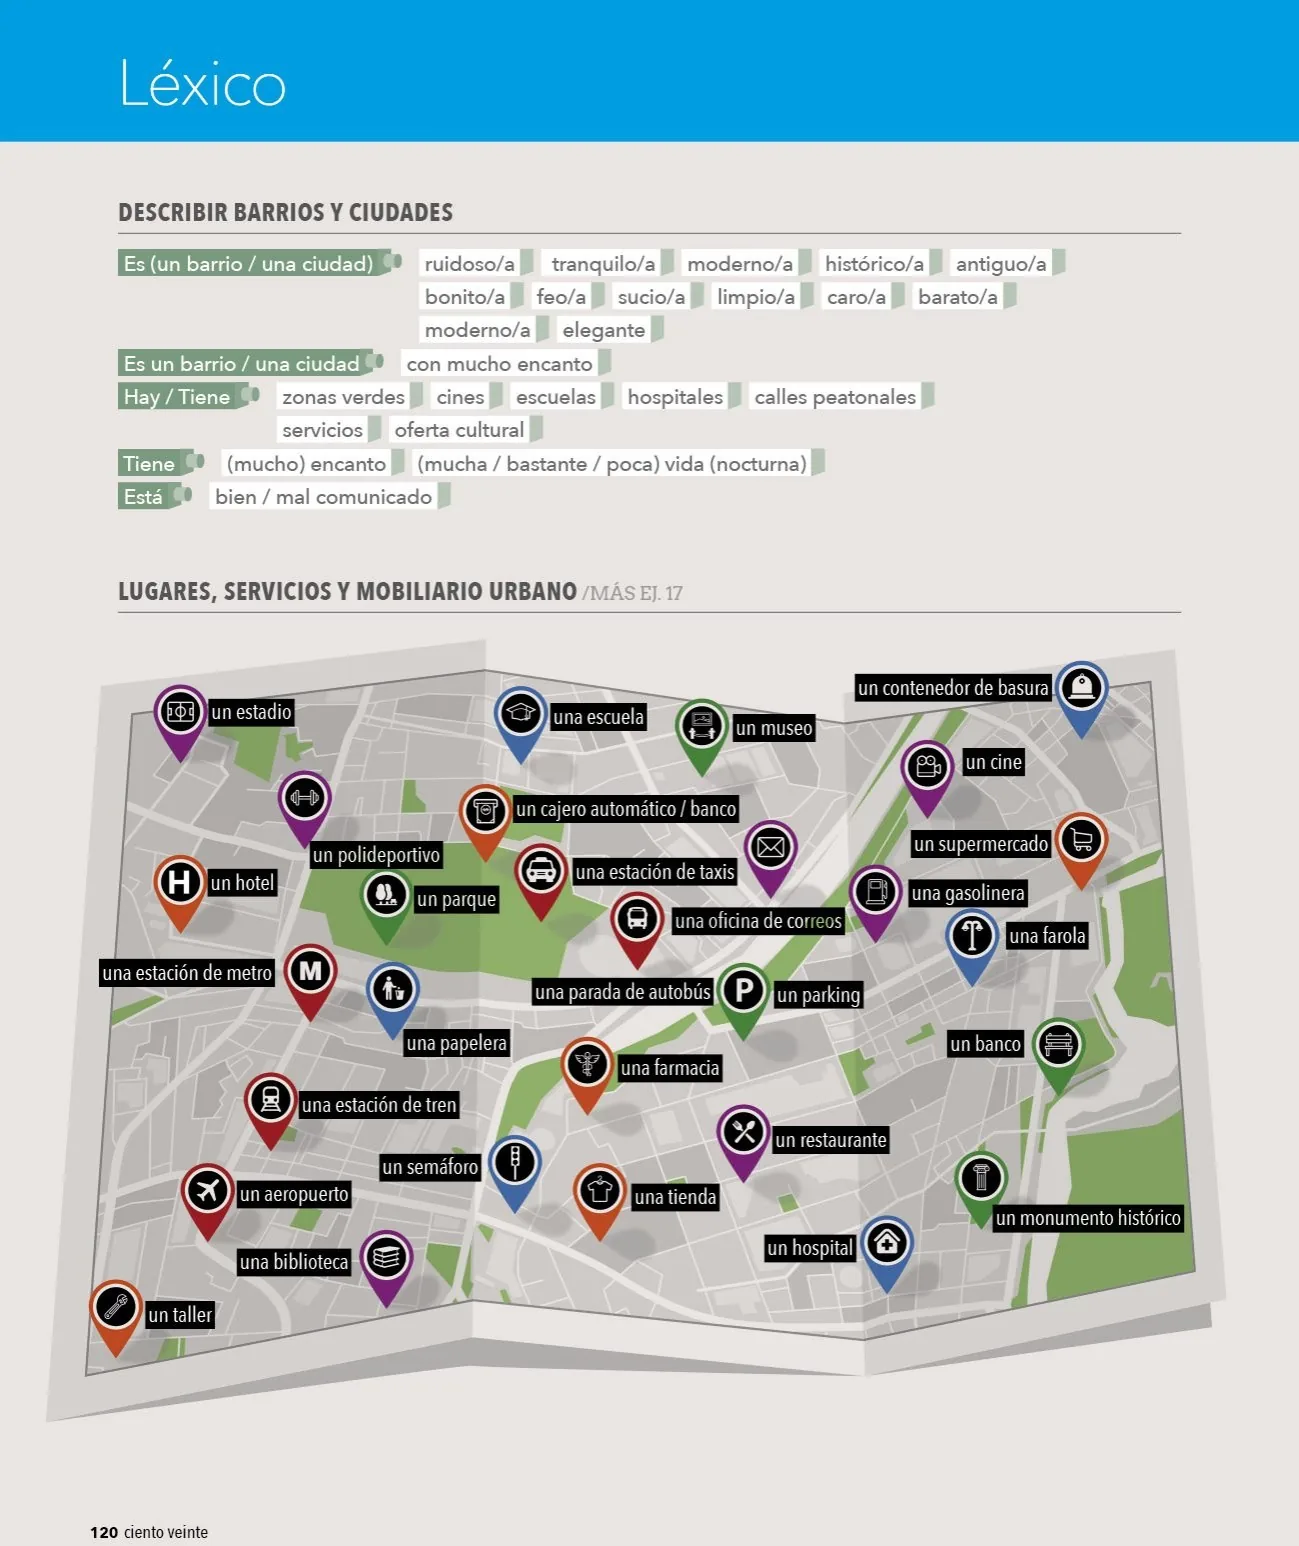 Léxico
DESCRIBIR BARRIOS Y CIUDADES
Es (un barrio / una ciudad) ruidoso/a tranquilo/a moderno/a histórico/a antiguo/a
bonito/a feo/a sucio/a limpio/a caro/a barato/a
moderno/a elegante
Es un barrio / una ciudad con mucho encanto
Hay / Tiene zonas verdes cines escuelas hospitales calles peatonales
servicios oferta cultural
Tiene (mucho) encanto (mucha / bastante / poca) vida (nocturna)
Está bien / mal comunicado
LUGARES, SERVICIOS Y MOBILIARIO URBANO /MÁS EJ. 17
un contenedor de basura
un estadio
una escuela
un museo
un cine
un cajero automático / banco
un supermercado
un polideportivo
una estación de taxis
H un hotel
un parque
una gasolinera
una oficina de correos
una farola
una estación de metro M
una parada de autobús
P un parking
una papelera
un banco
una farmacia
una estación de tren
un restaurante
un semáforo
un aeropuerto
una tienda
un monumento histórico
un hospital
una biblioteca
un taller
120 ciento veinte